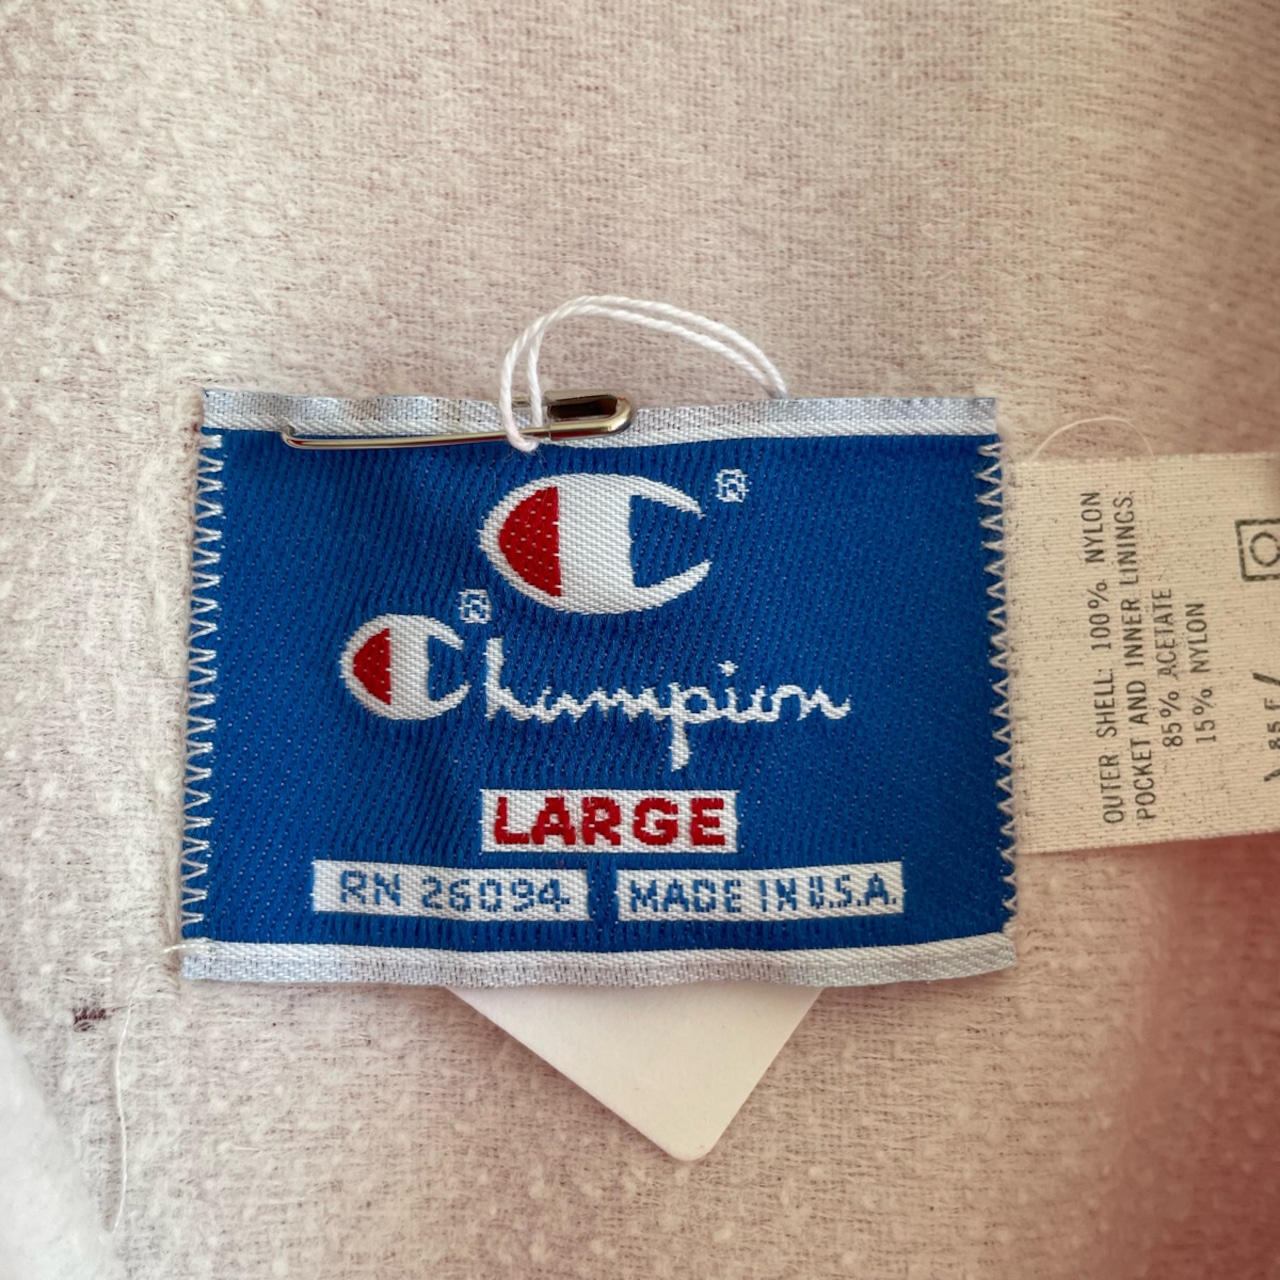 ®
®
Champion
LARGE
RN 26094 MADE IN U.S.A.
OUTER SHELL: 100% NYLON
POCKET AND INNER LININGS:
85% ACETATE
15% NYLON